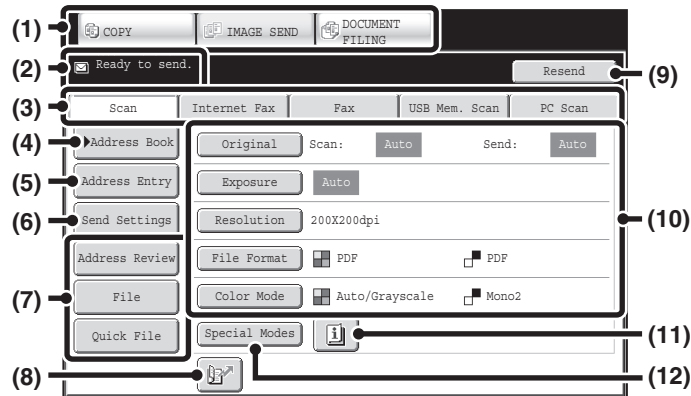 (1) COPY IMAGE SEND DOCUMENT FILING
(2) Ready to send.
Resend (9)
(3) Scan Internet Fax Fax USB Mem. Scan PC Scan
(4) Address Book Original Scan: Auto Send: Auto
(5) Address Entry Exposure Auto
(6) Send Settings Resolution 200X200dpi (10)
Address Review File Format PDF PDF
(7) File Color Mode Auto/Grayscale Mono2
Quick File Special Modes i (11)
(8) (12)